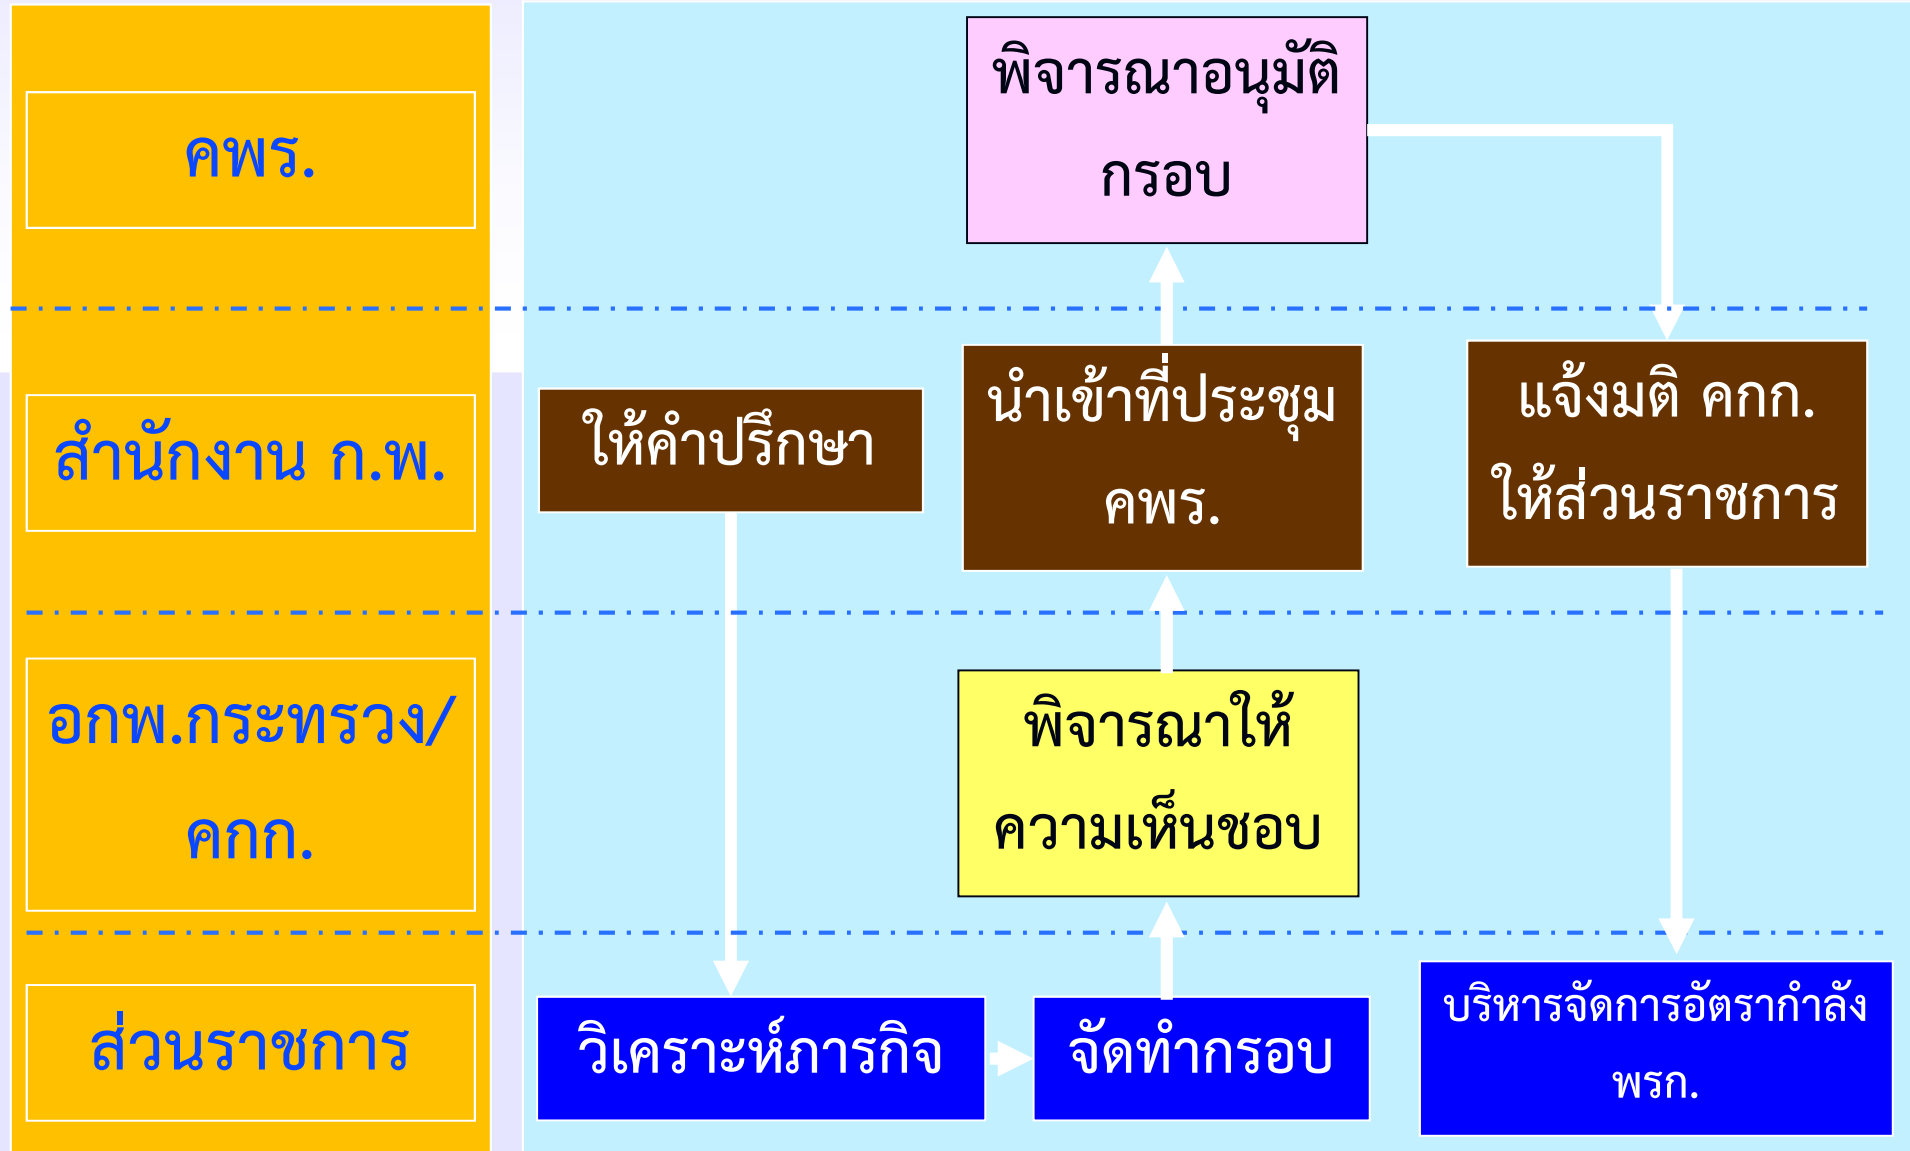 คพร.
พิจารณาอนุมัติ
กรอบ
สำนักงาน ก.พ.
ให้คำปรึกษา
นำเข้าที่ประชุม
คพร.
แจ้งมติ คกก.
ให้ส่วนราชการ
อกพ.กระทรวง/
คกก.
พิจารณาให้
ความเห็นชอบ
ส่วนราชการ
วิเคราะห์ภารกิจ
จัดทำกรอบ
บริหารจัดการอัตรากำลัง
พรก.